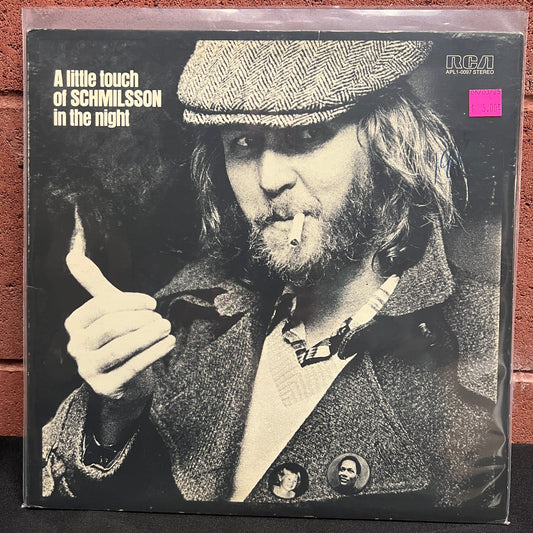 A little touch
of SCHMILSSON
in the night
RCA
APL1-0097 STEREO